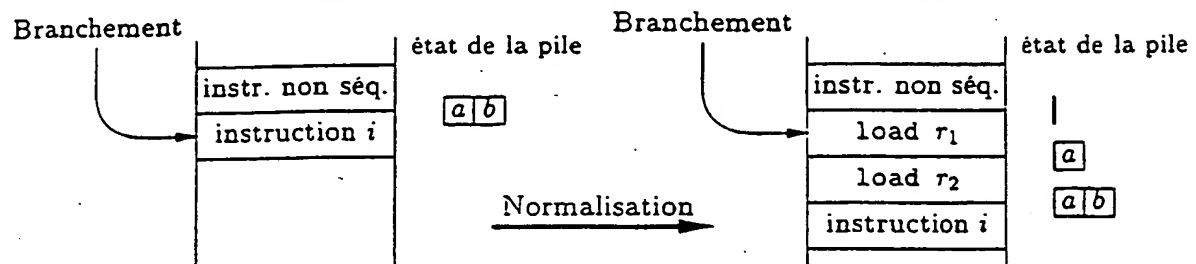 Branchement
état de la pile
instr. non séq.
a b
instruction i
Normalisation
Branchement
état de la pile
instr. non séq.
load r₁
a
load r₂
a b
instruction i